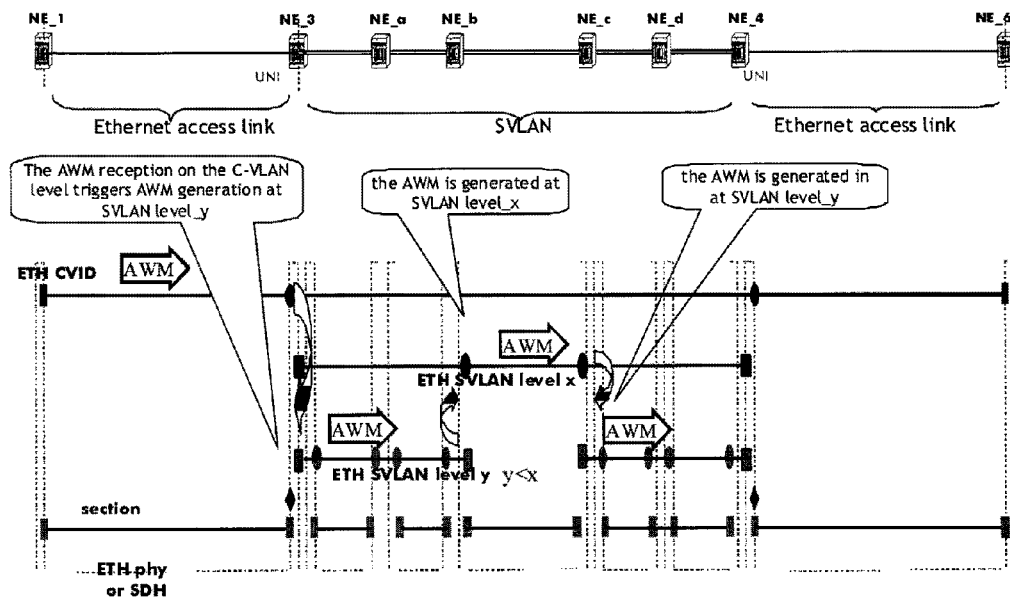 NE_1 NE_3 NE_a NE_b NE_c NE_d NE_4 NE_6
UNI UNI
Ethernet access link SVLAN Ethernet access link
The AWM reception on the C-VLAN
level triggers AWM generation at
SVLAN level_y
the AWM is generated at
SVLAN level_x
the AWM is generated in
at SVLAN level_y
ETH CVID
AWM
AWM
ETH SVLAN level x
AWM
AWM
ETH SVLAN level y y<x
section
ETH phy
or SDH